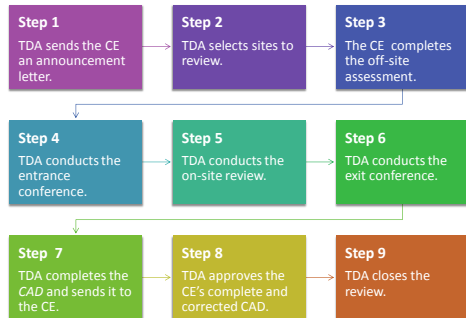 Step 1
TDA sends the CE
an announcement
letter.
Step 2
TDA selects sites to
review.
Step 3
The CE completes
the off-site
assessment.
Step 4
TDA conducts the
entrance
conference.
Step 5
TDA conducts the
on-site review.
Step 6
TDA conducts the
exit conference.
Step 7
TDA completes the
CAD and sends it to
the CE.
Step 8
TDA approves the
CE's complete and
corrected CAD.
Step 9
TDA closes the
review.